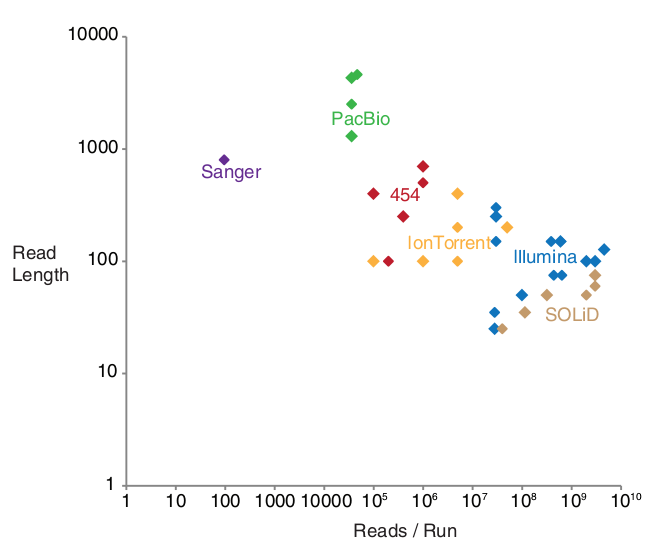 10000
PacBio
1000
Sanger
454
IonTorrent
Read
Length
100
Illumina
SOLiD
10
1
1 10 100 1000 10000 10⁵ 10⁶ 10⁷ 10⁸ 10⁹ 10¹⁰
Reads / Run